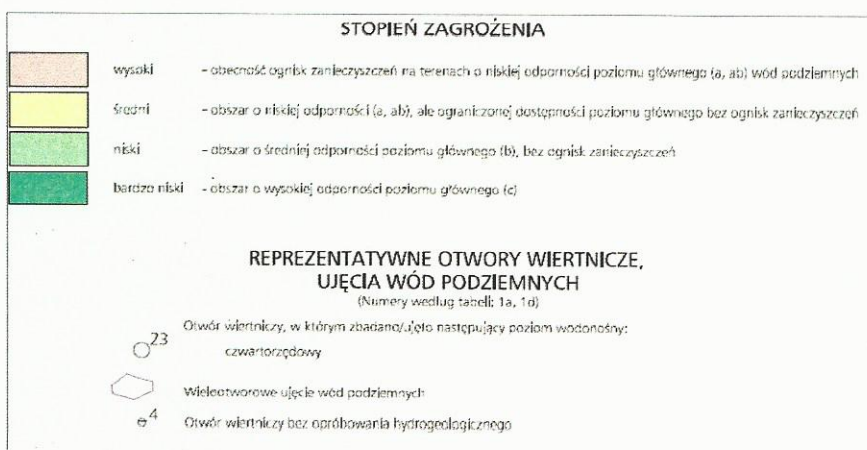 STOPIEŃ ZAGROŻENIA
wysoki – obecność ognisk zanieczyszczeń na terenach o niskiej odporności poziomu głównego (a, ab) wód podziemnych
średni – obszar o niskiej odporności (a, ab), ale ograniczonej dostępności poziomu głównego bez ognisk zanieczyszczeń
niski – obszar o średniej odporności poziomu głównego (b), bez ognisk zanieczyszczeń
bardzo niski – obszar o wysokiej odporności poziomu głównego (c)
REPREZENTATYWNE OTWORY WIERTNICZE,
UJĘCIA WÓD PODZIEMNYCH
(Numery według tabeli: 1a, 1d)
23 Otwór wiertniczy, w którym zbadano/ujęto następujący poziom wodonośny:
czwartorzędowy
Wielootworowe ujęcie wód podziemnych
4 Otwór wiertniczy bez opróbowania hydrogeologicznego